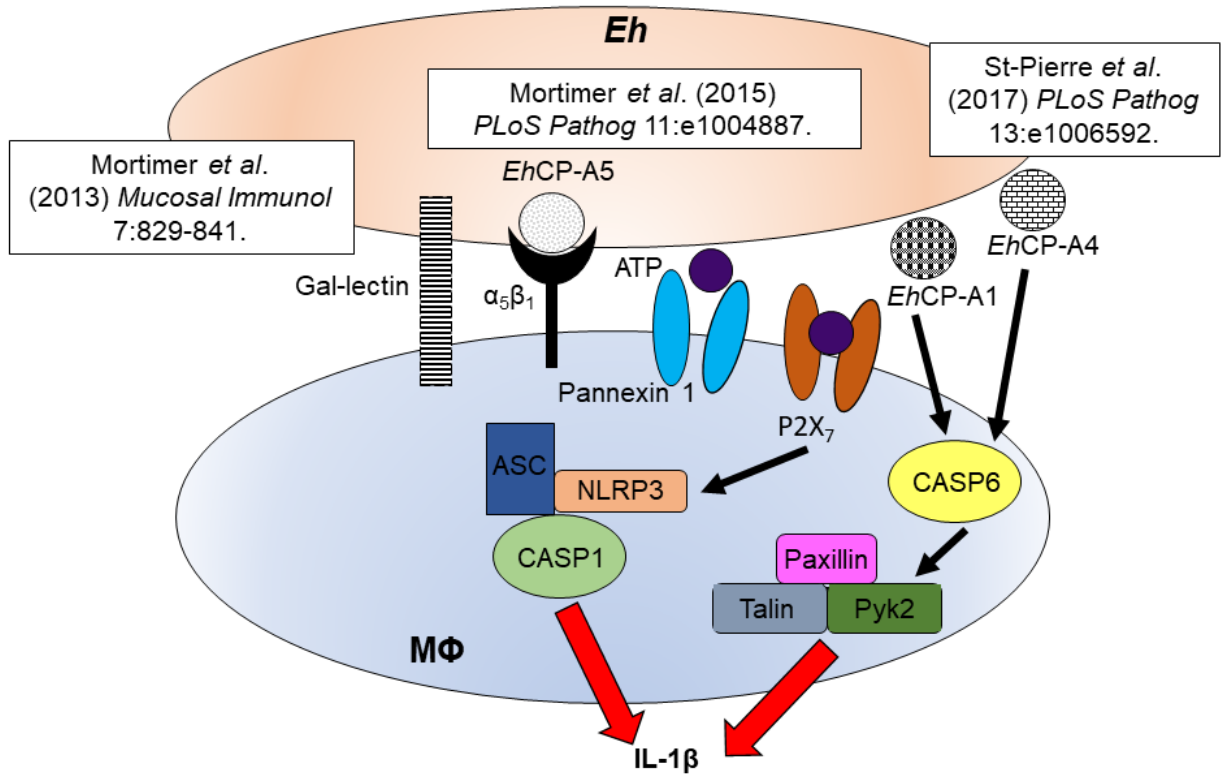 Eh
Mortimer et al. (2015)
PLoS Pathog 11:e1004887.
St-Pierre et al.
(2017) PLoS Pathog
13:e1006592.
Mortimer et al.
(2013) Mucosal Immunol
7:829-841.
EhCP-A5
EhCP-A4
Gal-lectin
α5β1
ATP
EhCP-A1
Pannexin 1
P2X7
ASC
NLRP3
CASP6
CASP1
Paxillin
Talin
Pyk2
MΦ
IL-1β